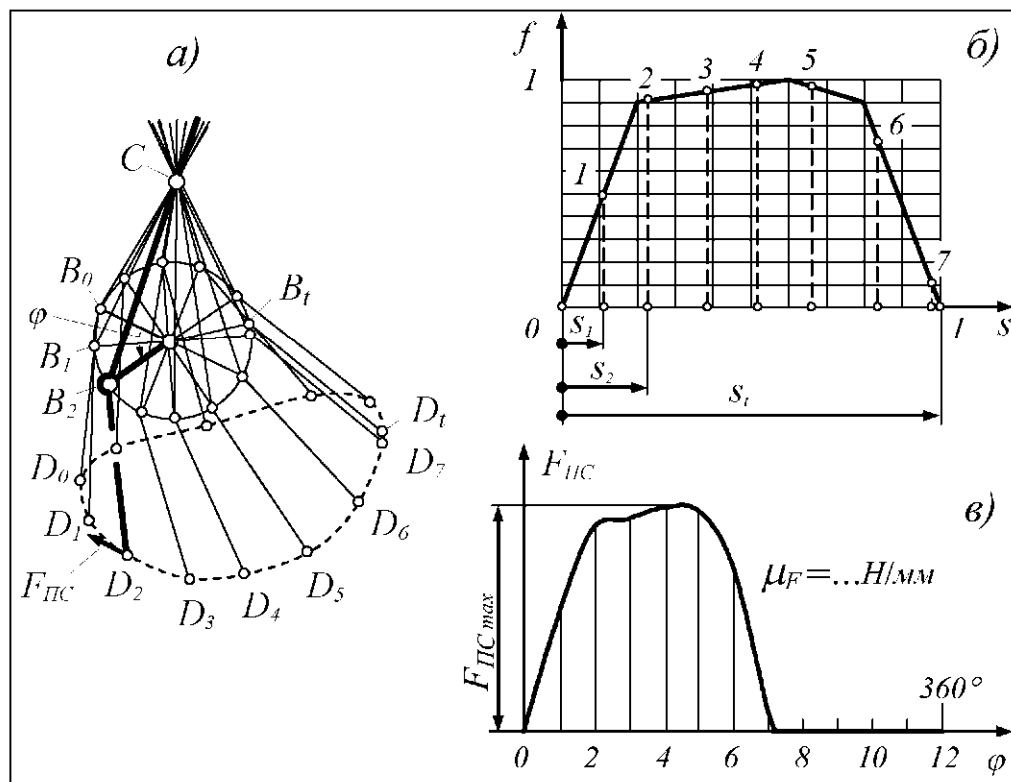 а)
C
B₀
φ
B₁
B₂
Bₜ
D₀
D₁
Fпс
D₂
D₃
D₄
D₅
D₆
D₇
Dₜ
б)
f
1
1
2
3
4
5
6
7
0
s₁
s₂
sₜ
1
s
в)
Fпс
Fпс max
μF=...Н/мм
360°
0 2 4 6 8 10 12 φ